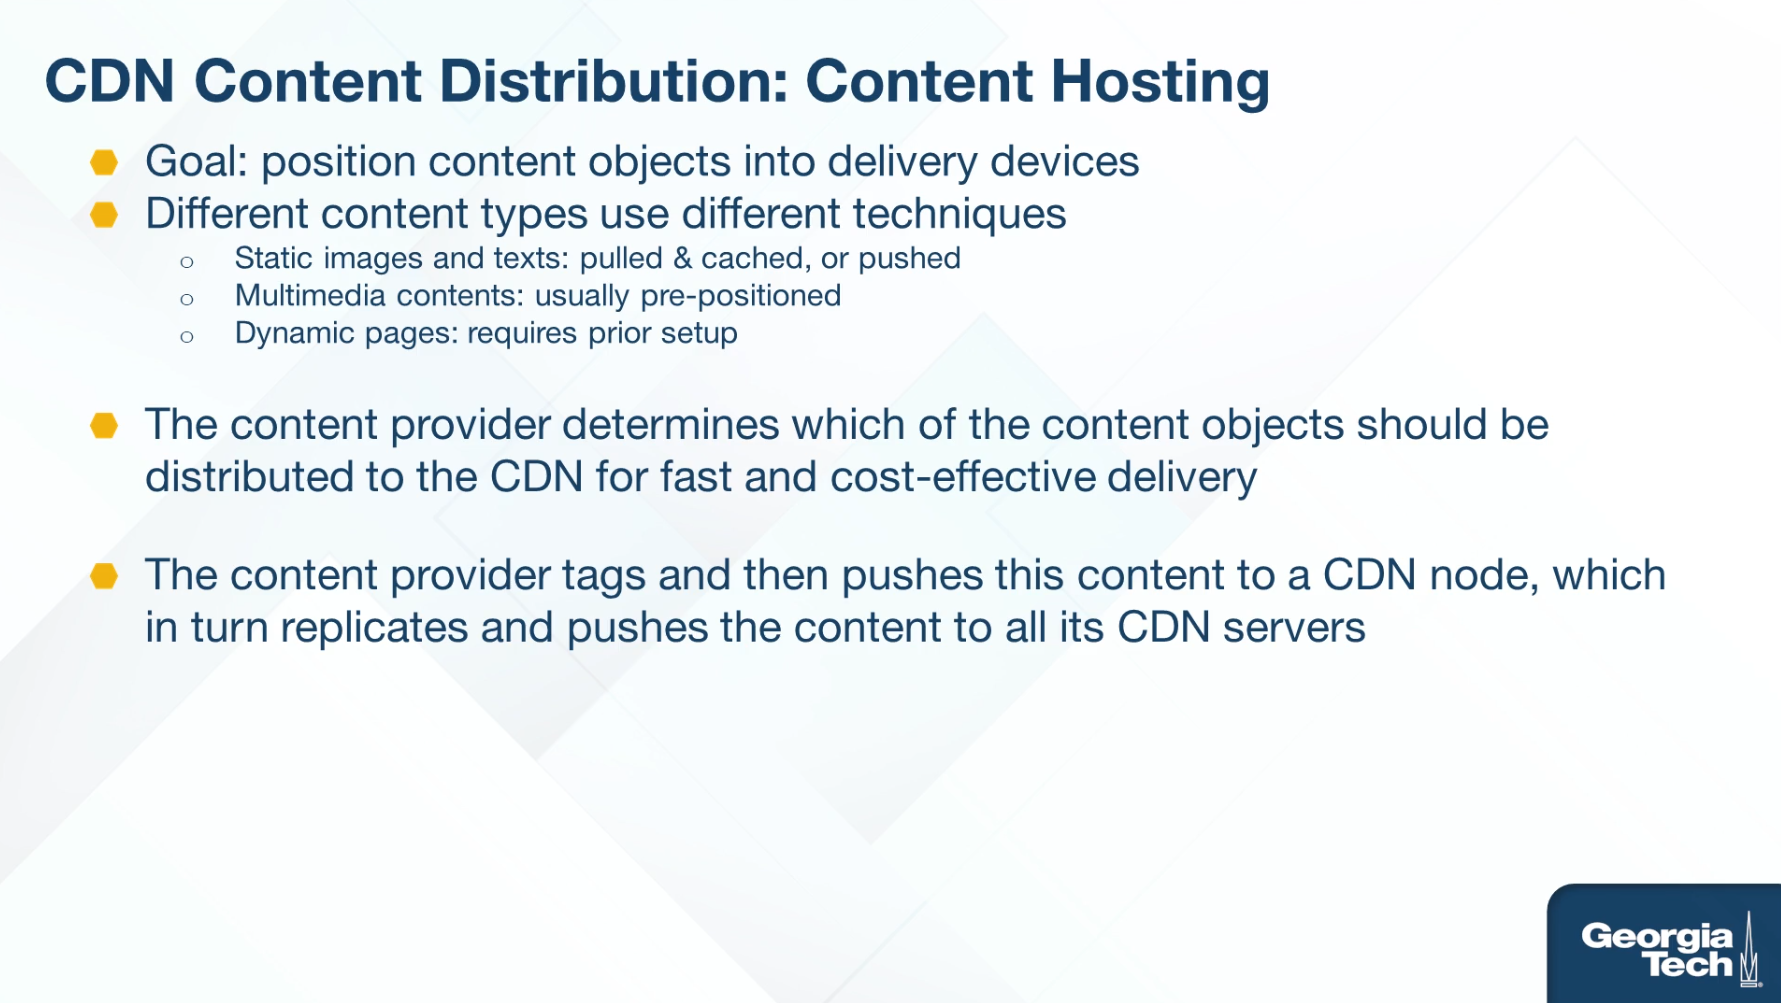 CDN Content Distribution: Content Hosting
Goal: position content objects into delivery devices
Different content types use different techniques
Static images and texts: pulled & cached, or pushed
Multimedia contents: usually pre-positioned
Dynamic pages: requires prior setup
The content provider determines which of the content objects should be
distributed to the CDN for fast and cost-effective delivery
The content provider tags and then pushes this content to a CDN node, which
in turn replicates and pushes the content to all its CDN servers
Georgia
Tech